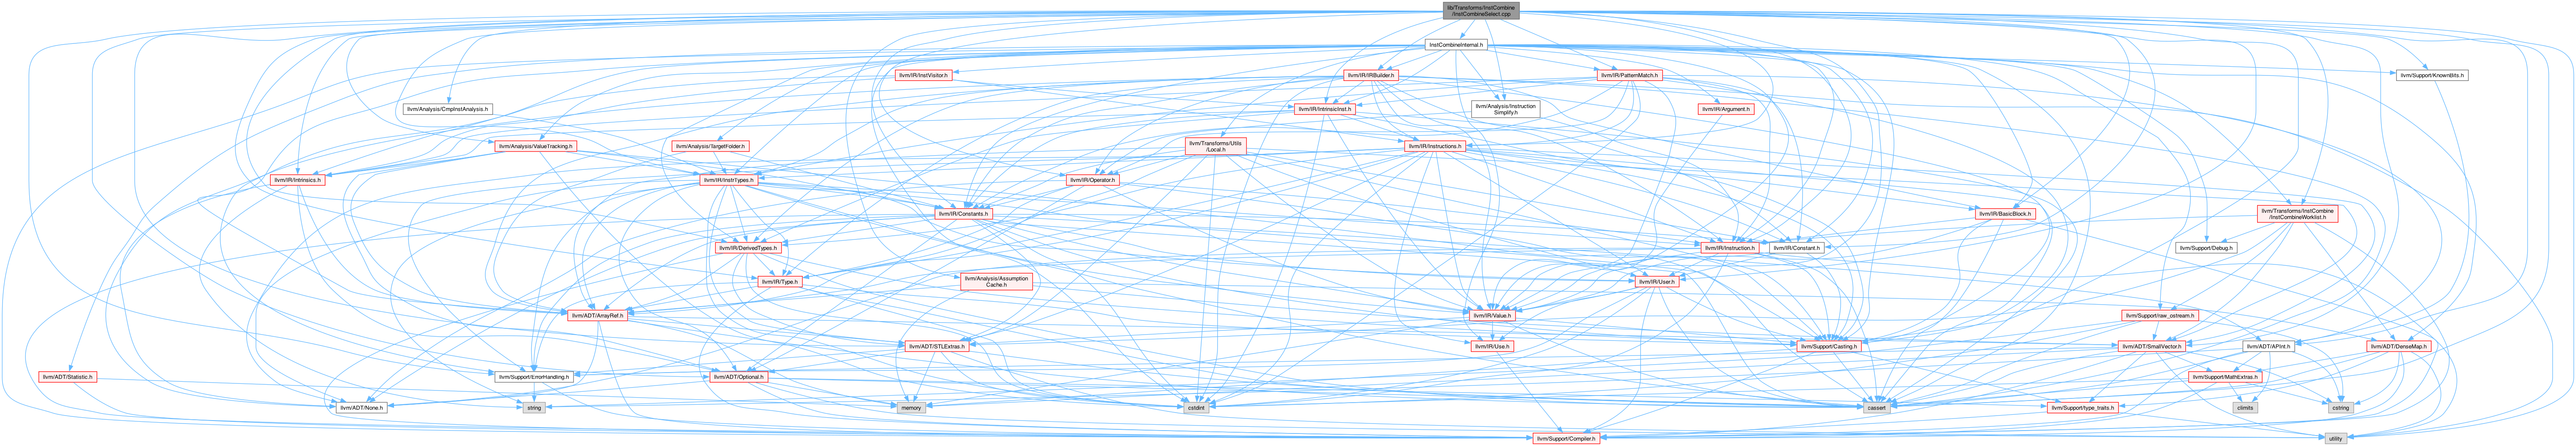 lib/Transforms/InstCombine
/InstCombineSelect.cpp
InstCombineInternal.h
llvm/IR/InstVisitor.h
llvm/IR/IRBuilder.h
llvm/IR/PatternMatch.h
llvm/Support/KnownBits.h
llvm/Analysis/CmpInstAnalysis.h
llvm/IR/IntrinsicInst.h
llvm/Analysis/Instruction
Simplify.h
llvm/IR/Argument.h
llvm/Analysis/ValueTracking.h
llvm/Analysis/TargetFolder.h
llvm/Transforms/Utils
/Local.h
llvm/IR/Instructions.h
llvm/IR/Intrinsics.h
llvm/IR/InstrTypes.h
llvm/IR/Operator.h
llvm/IR/Constants.h
llvm/IR/BasicBlock.h
llvm/Transforms/InstCombine
/InstCombineWorklist.h
llvm/IR/DerivedTypes.h
llvm/IR/Instruction.h
llvm/IR/Constant.h
llvm/Support/Debug.h
llvm/IR/Type.h
llvm/Analysis/Assumption
Cache.h
llvm/IR/User.h
llvm/ADT/ArrayRef.h
llvm/IR/Value.h
llvm/Support/raw_ostream.h
llvm/ADT/STLExtras.h
llvm/IR/Use.h
llvm/Support/Casting.h
llvm/ADT/SmallVector.h
llvm/ADT/APInt.h
llvm/ADT/DenseMap.h
llvm/ADT/Statistic.h
llvm/Support/ErrorHandling.h
llvm/ADT/Optional.h
llvm/Support/MathExtras.h
llvm/ADT/None.h
string
memory
cstdint
cassert
llvm/Support/type_traits.h
climits
cstring
llvm/Support/Compiler.h
utility